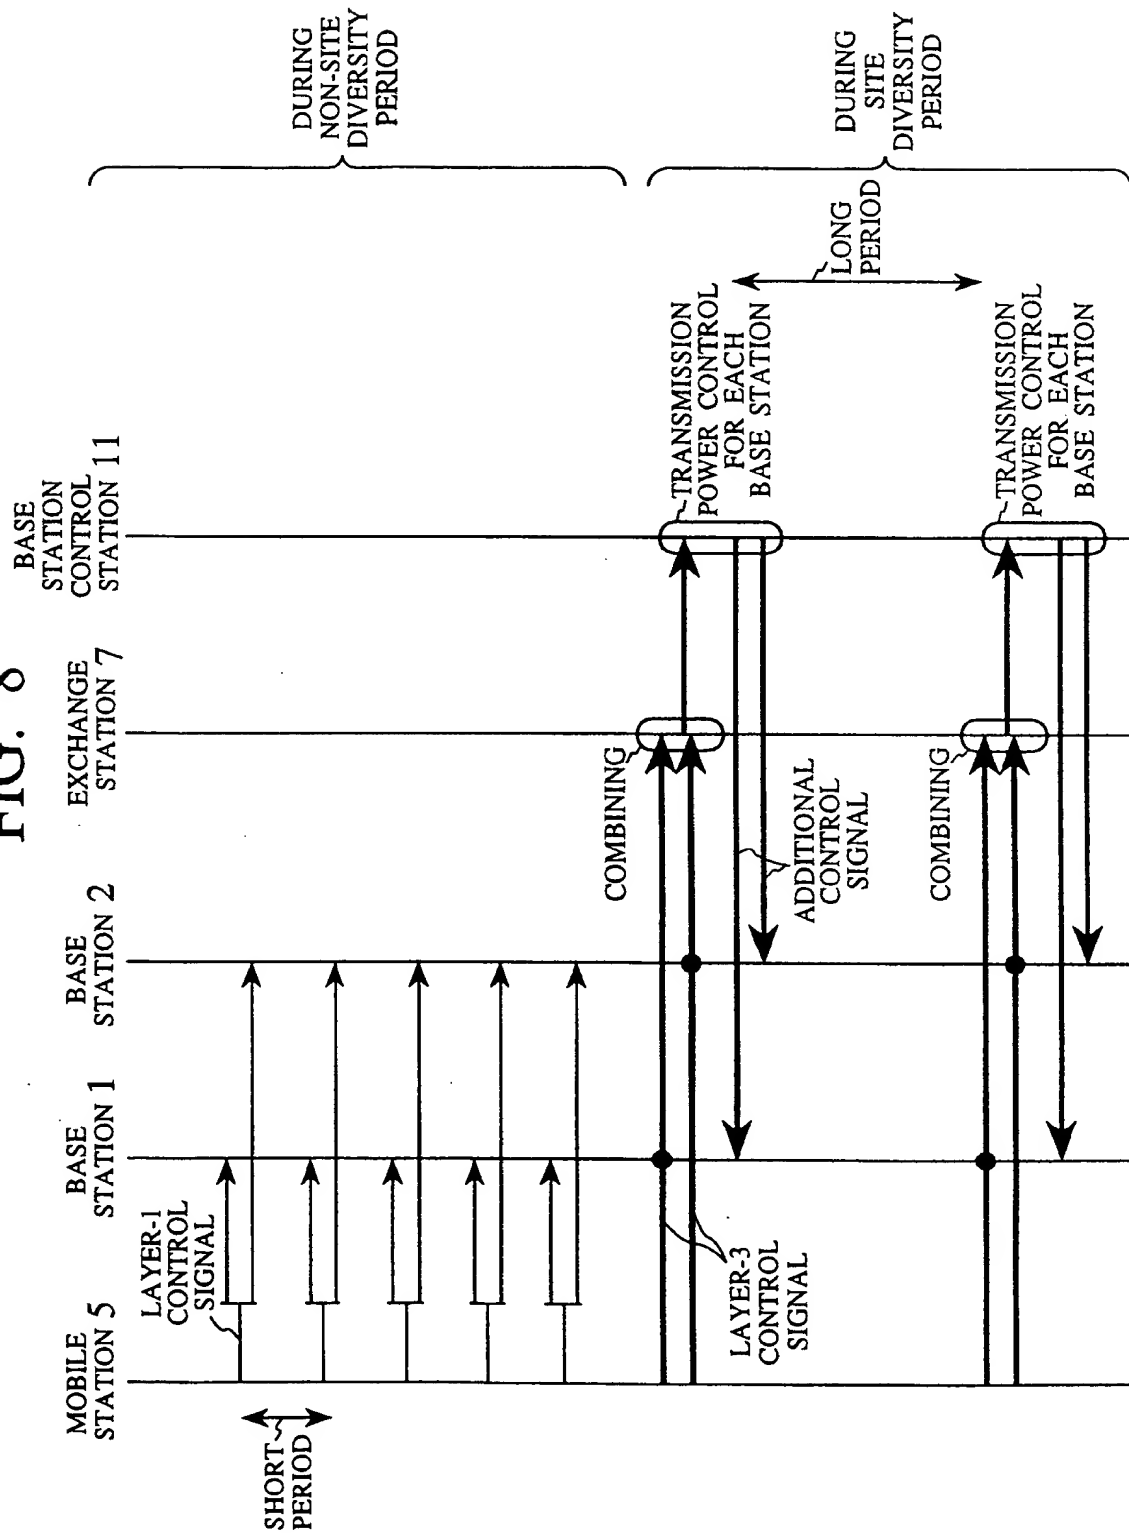 FIG. 8
MOBILE
STATION 5
BASE
STATION 1
BASE
STATION 2
EXCHANGE
STATION 7
BASE
STATION
CONTROL
STATION 11
SHORT
PERIOD
LAYER-1
CONTROL
SIGNAL
DURING
NON-SITE
DIVERSITY
PERIOD
LAYER-3
CONTROL
SIGNAL
COMBINING
ADDITIONAL
CONTROL
SIGNAL
TRANSMISSION
POWER CONTROL
FOR EACH
BASE STATION
LONG
PERIOD
DURING
SITE
DIVERSITY
PERIOD
COMBINING
TRANSMISSION
POWER CONTROL
FOR EACH
BASE STATION